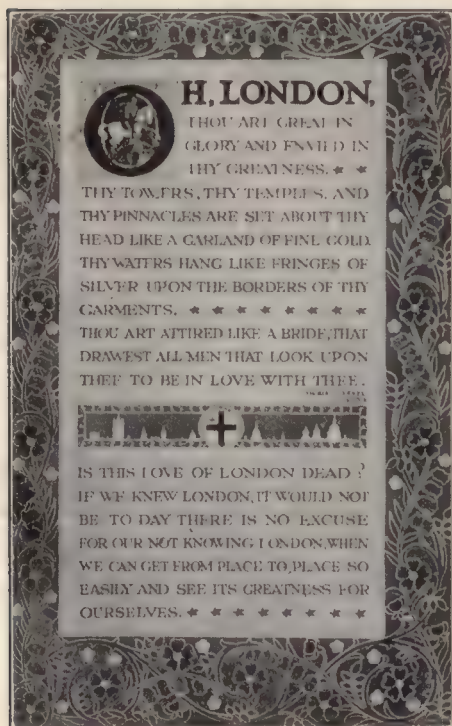 OH, LONDON,
THOU ART GREAT IN
GLORY AND ENVIED IN
THY GREATNESS. * *
THY TOWERS, THY TEMPLES, AND
THY PINNACLES ARE SET ABOUT THY
HEAD LIKE A GARLAND OF FINE GOLD.
THY WATERS HANG LIKE FRINGES OF
SILVER UPON THE BORDERS OF THY
GARMENTS. * * * * * * * *
THOU ART ATTIRED LIKE A BRIDE, THAT
DRAWEST ALL MEN THAT LOOK UPON
THEE TO BE IN LOVE WITH THEE.
IS THIS LOVE OF LONDON DEAD?
IF WE KNEW LONDON, IT WOULD NOT
BE TO DAY THERE IS NO EXCUSE
FOR OUR NOT KNOWING LONDON, WHEN
WE CAN GET FROM PLACE TO, PLACE SO
EASILY AND SEE ITS GREATNESS FOR
OURSELVES. * * * * * * * *